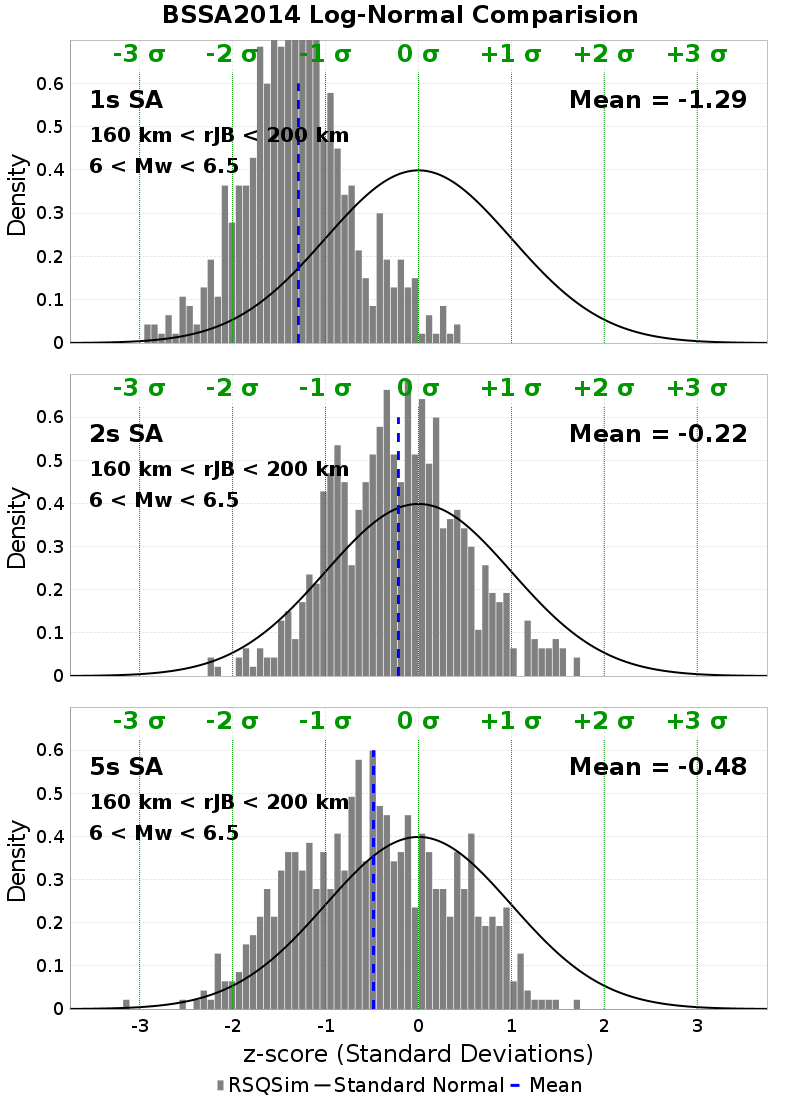 BSSA2014 Log-Normal Comparision
-3 σ -2 σ -1 σ 0 σ +1 σ +2 σ +3 σ
1s SA
Mean = -1.29
160 km < rJB < 200 km
6 < Mw < 6.5
Density
0.6
0.5
0.4
0.3
0.2
0.1
0
-3 σ -2 σ -1 σ 0 σ +1 σ +2 σ +3 σ
2s SA
Mean = -0.22
160 km < rJB < 200 km
6 < Mw < 6.5
Density
0.6
0.5
0.4
0.3
0.2
0.1
0
-3 σ -2 σ -1 σ 0 σ +1 σ +2 σ +3 σ
5s SA
Mean = -0.48
160 km < rJB < 200 km
6 < Mw < 6.5
Density
0.6
0.5
0.4
0.3
0.2
0.1
0
-3 -2 -1 0 1 2 3
z-score (Standard Deviations)
RSQSim Standard Normal Mean